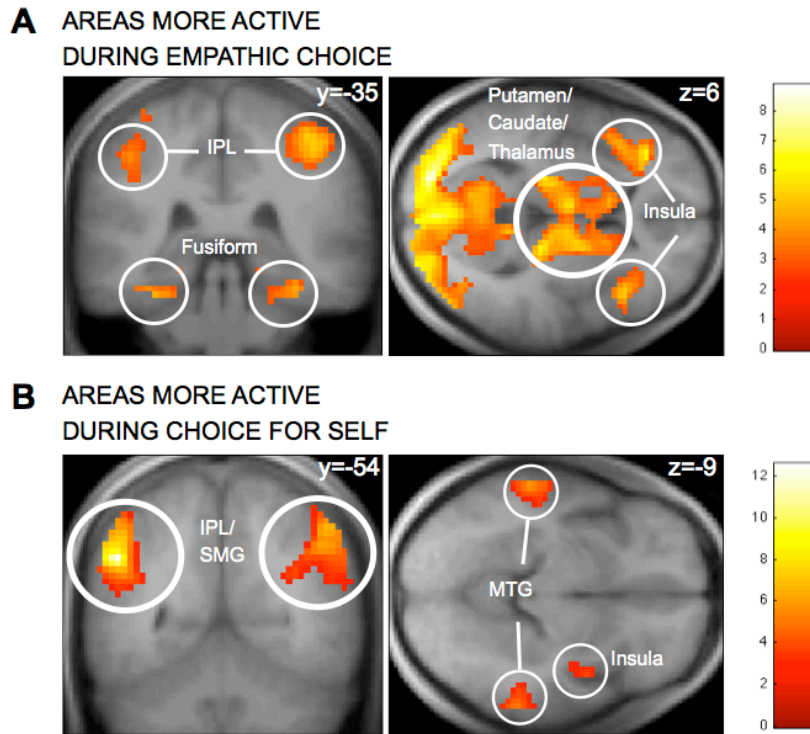 A AREAS MORE ACTIVE
DURING EMPATHIC CHOICE
y=-35
IPL
Fusiform
z=6
Putamen/
Caudate/
Thalamus
Insula
8
7
6
5
4
3
2
1
0
B AREAS MORE ACTIVE
DURING CHOICE FOR SELF
y=-54
IPL/
SMG
z=-9
MTG
Insula
12
10
8
6
4
2
0